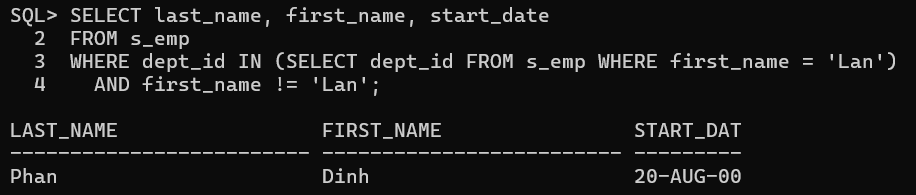 SQL> SELECT last_name, first_name, start_date
  2  FROM s_emp
  3  WHERE dept_id IN (SELECT dept_id FROM s_emp WHERE first_name = 'Lan')
  4    AND first_name != 'Lan';
LAST_NAME                 FIRST_NAME                START_DAT
------------------------- ------------------------- ---------
Phan                      Dinh                      20-AUG-00